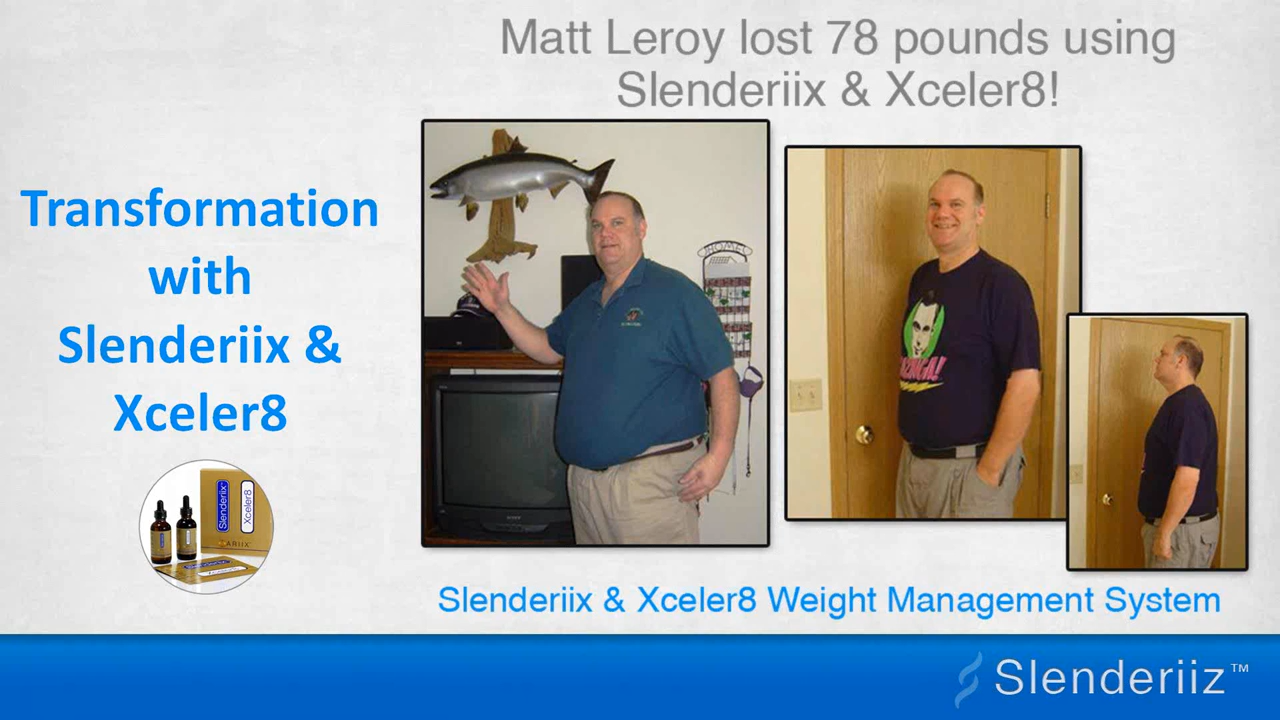 Matt Leroy lost 78 pounds using
Slenderiix & Xceler8!
Transformation
with
Slenderiix &
Xceler8
HOME
Slenderiix
Xceler8
ARIIX
Slenderiix & Xceler8 Weight Management System
Slenderiiz™